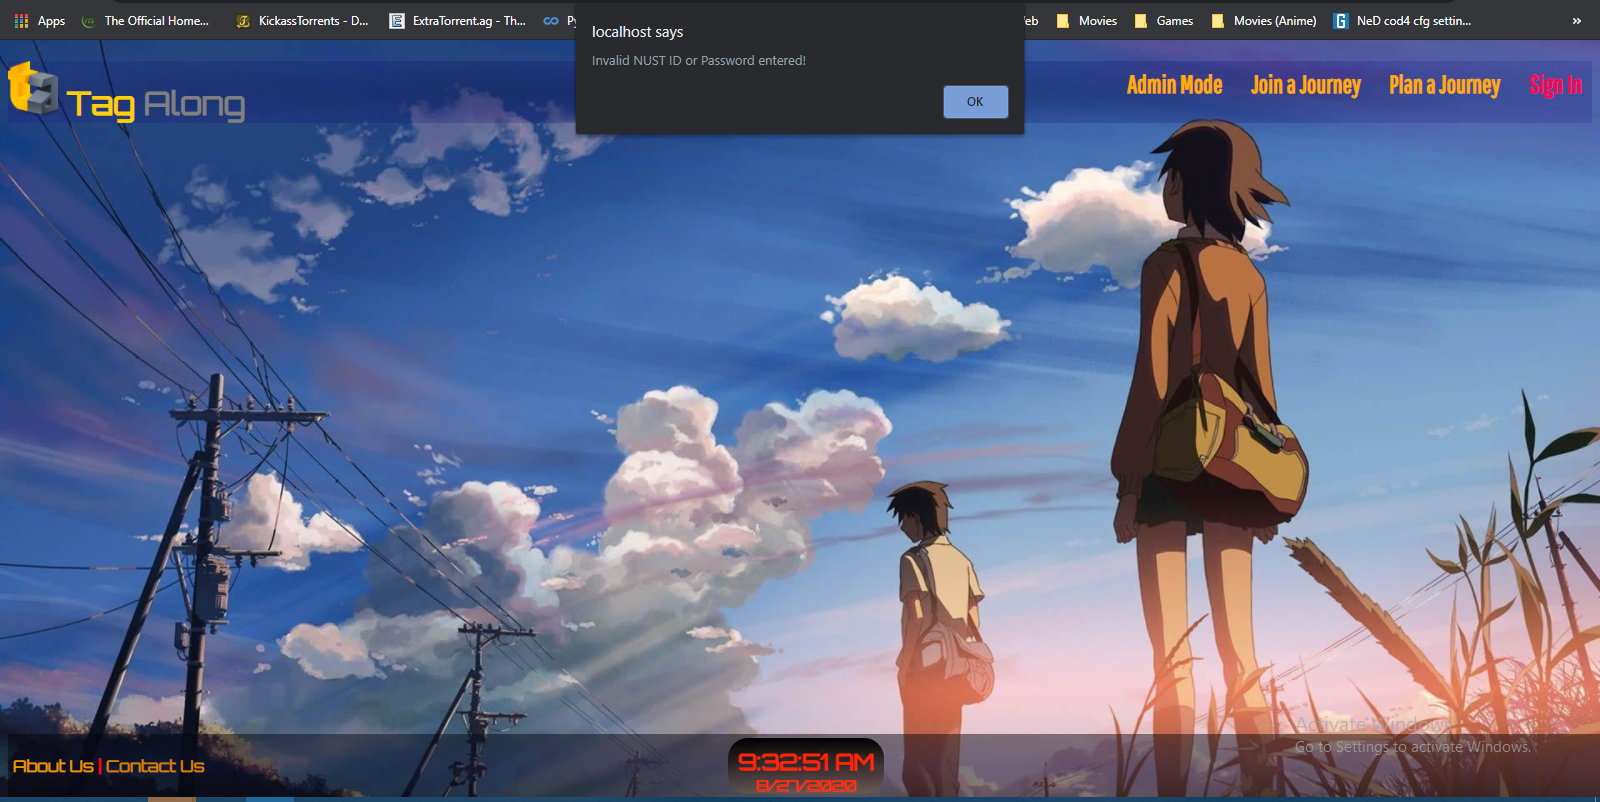 Apps The Official Home... KickassTorrents - D... ExtraTorrent.ag - Th... Movies Games Movies (Anime) NeD cod4 cfg settin... »
localhost says
Invalid NUST ID or Password entered!
OK
Tag Along
Admin Mode Join a Journey Plan a Journey Sign In
Activate Windows
Go to Settings to activate Windows.
About Us | Contact Us
9:32:51 AM
8/27/2020